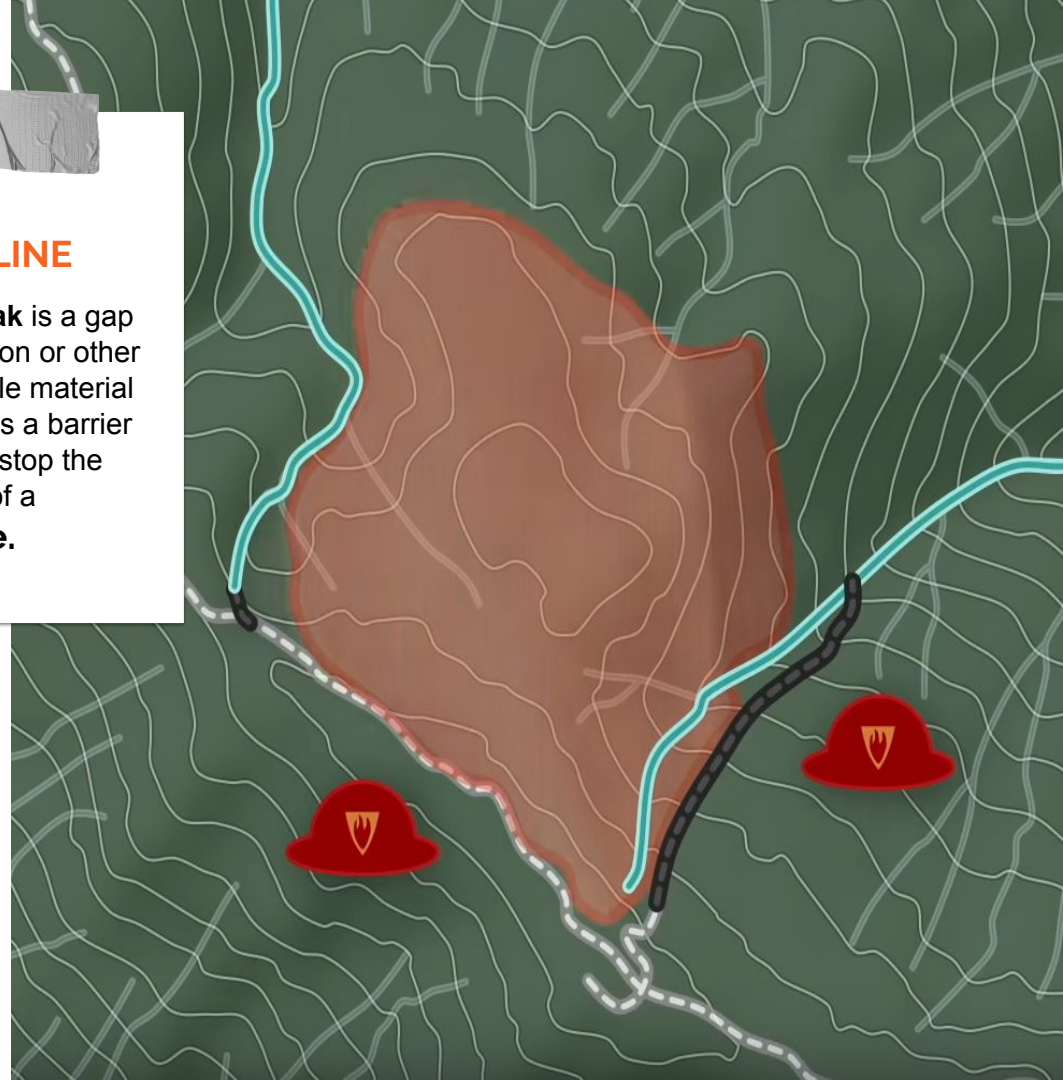 LINE
ak is a gap
on or other
le material
s a barrier
stop the
of a
e.